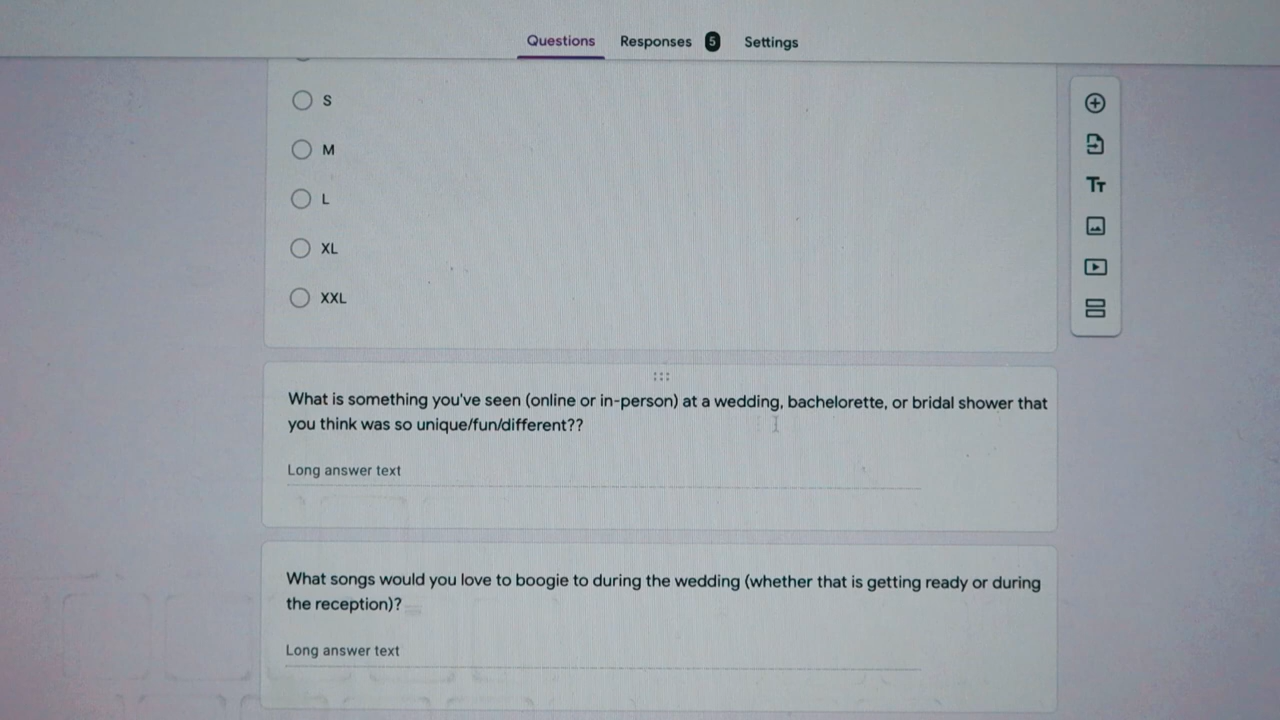 Questions Responses 5 Settings
S
M
L
XL
XXL
What is something you've seen (online or in-person) at a wedding, bachelorette, or bridal shower that
you think was so unique/fun/different??
Long answer text
What songs would you love to boogie to during the wedding (whether that is getting ready or during
the reception)?
Long answer text